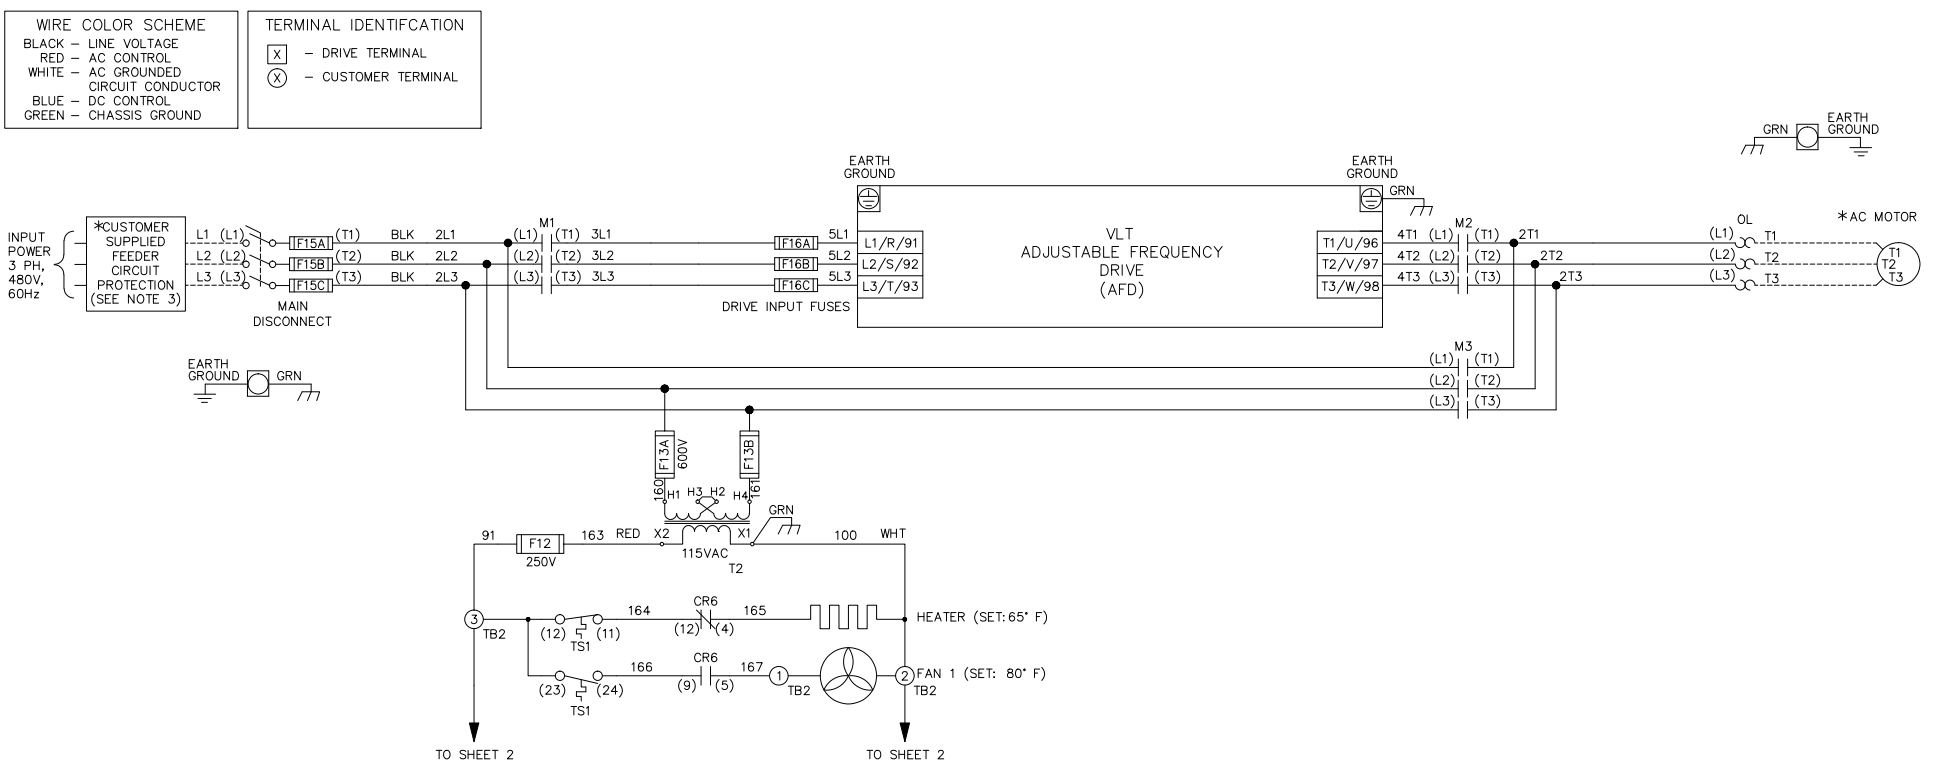 WIRE COLOR SCHEME
BLACK – LINE VOLTAGE
RED – AC CONTROL
WHITE – AC GROUNDED
CIRCUIT CONDUCTOR
BLUE – DC CONTROL
GREEN – CHASSIS GROUND
TERMINAL IDENTIFCATION
X – DRIVE TERMINAL
X – CUSTOMER TERMINAL
GRN
EARTH
GROUND
EARTH
GROUND
EARTH
GROUND
GRN
INPUT
POWER
3 PH,
480V,
60Hz
*CUSTOMER
SUPPLIED
FEEDER
CIRCUIT
PROTECTION
(SEE NOTE 3)
L1 (L1) F15A (T1) BLK 2L1 (L1) M1 (T1) 3L1 F16A 5L1 L1/R/91
L2 (L2) F15B (T2) BLK 2L2 (L2) (T2) 3L2 F16B 5L2 L2/S/92
L3 (L3) F15C (T3) BLK 2L3 (L3) (T3) 3L3 F16C 5L3 L3/T/93
MAIN
DISCONNECT
DRIVE INPUT FUSES
VLT
ADJUSTABLE FREQUENCY
DRIVE
(AFD)
T1/U/96 4T1 (L1) M2 (T1) 2T1 (L1) OL T1
T2/V/97 4T2 (L2) (T2) 2T2 (L2) T2
T3/W/98 4T3 (L3) (T3) 2T3 (L3) T3
*AC MOTOR
T1
T2
T3
EARTH
GROUND
GRN
M3
(L1) (T1)
(L2) (T2)
(L3) (T3)
F13A
600V
F13B
160
161
H1 H3 H2 H4
GRN
91 F12 163 RED X2 X1 100 WHT
250V
115VAC
T2
3
TB2
(12) (11)
TS1
164
CR6
(12) (4)
165
HEATER (SET:65° F)
(23) (24)
TS1
166
CR6
(9) (5)
167
1
TB2
2
TB2
FAN 1 (SET: 80° F)
TO SHEET 2
TO SHEET 2